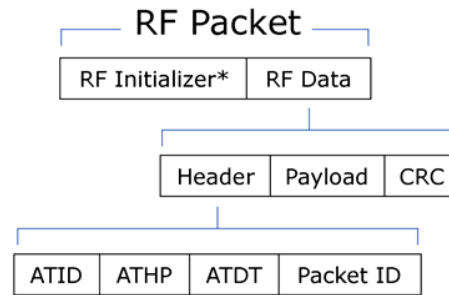 RF Packet
RF Initializer* RF Data
Header Payload CRC
ATID ATHP ATDT Packet ID